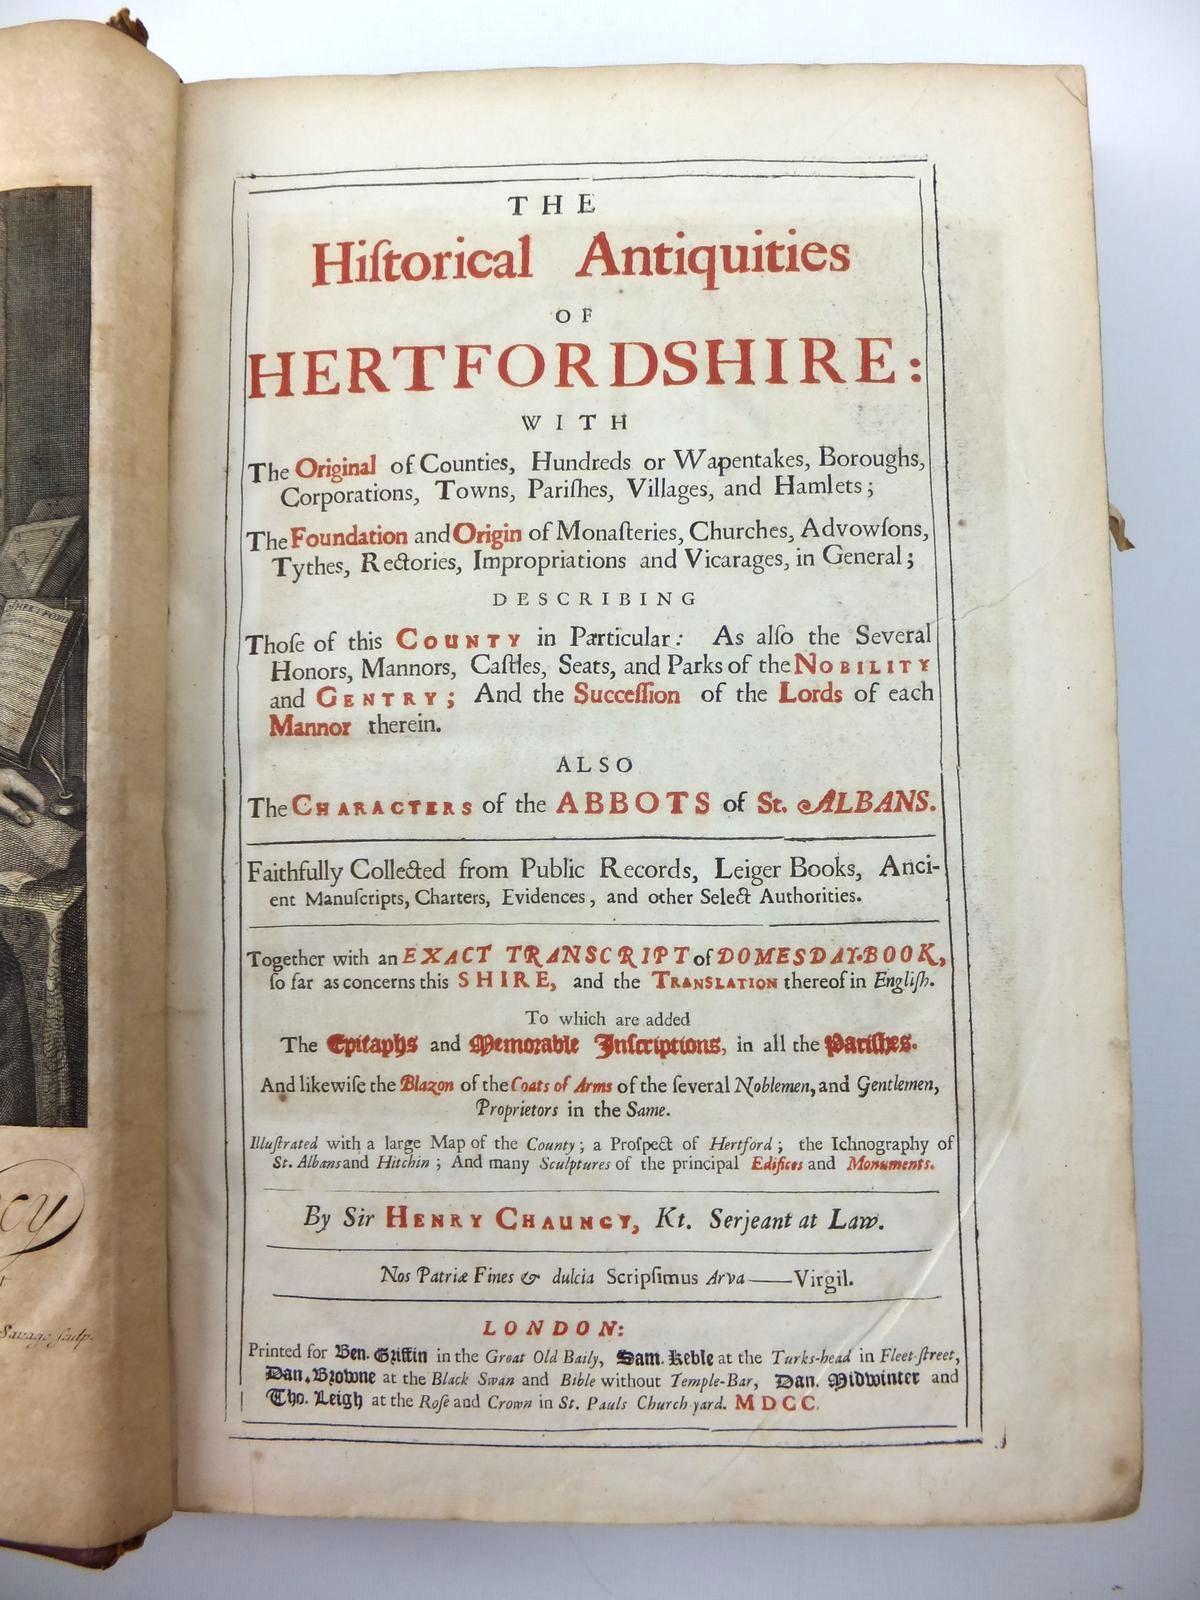 THE
Hiſtorical Antiquities
OF
HERTFORDSHIRE:
WITH
The Original of Counties, Hundreds or Wapentakes, Boroughs,
Corporations, Towns, Pariſhes, Villages, and Hamlets;
The Foundation and Origin of Monaſteries, Churches, Advowſons,
Tythes, Rectories, Impropriations and Vicarages, in General;
DESCRIBING
Thoſe of this COUNTY in Particular: As alſo the Several
Honors, Mannors, Caſtles, Seats, and Parks of the NOBILITY
and GENTRY; And the Succeſſion of the Lords of each
Mannor therein.
ALSO
The CHARACTERS of the ABBOTS of St. ALBANS.
Faithfully Collected from Public Records, Leiger Books, Anci-
ent Manuſcripts, Charters, Evidences, and other Select Authorities.
Together with an EXACT TRANSCRIPT of DOMESDAY-BOOK,
ſo far as concerns this SHIRE, and the TRANSLATION thereof in Engliſh.
To which are added
The Epitaphs and Memorable Inſcriptions, in all the Pariſhes.
And likewiſe the Blazon of the Coats of Arms of the ſeveral Noblemen, and Gentlemen,
Proprietors in the Same.
Illuſtrated with a large Map of the County; a Proſpect of Hertford; the Ichnography of
St. Albans and Hitchin; And many Sculptures of the principal Edifices and Monuments.
By Sir HENRY CHAUNCY, Kt. Serjeant at Law.
Nos Patriæ Fines & dulcia Scripſimus Arva——Virgil.
LONDON:
Printed for Ben. Griffin in the Great Old Baily, Sam. Keble at the Turks-head in Fleet-ſtreet,
Dan. Browne at the Black Swan and Bible without Temple-Bar, Dan. Midwinter and
Tho. Leigh at the Roſe and Crown in St. Pauls Church-yard. MDCC.
HERTFORD
cy
Savage ſculp.